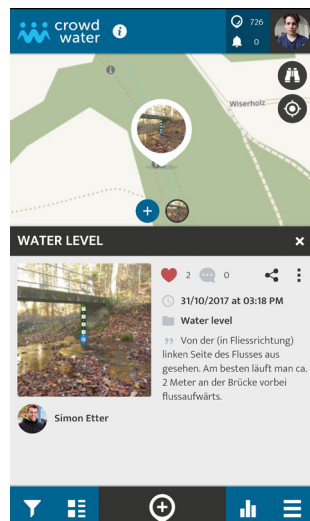 crowd
water
726
0
Wiserholz
WATER LEVEL
2
0
31/10/2017 at 03:18 PM
Water level
Von der (in Fliessrichtung)
linken Seite des Flusses aus
gesehen. Am besten läuft man ca.
2 Meter an der Brücke vorbei
flussaufwärts.
Simon Etter